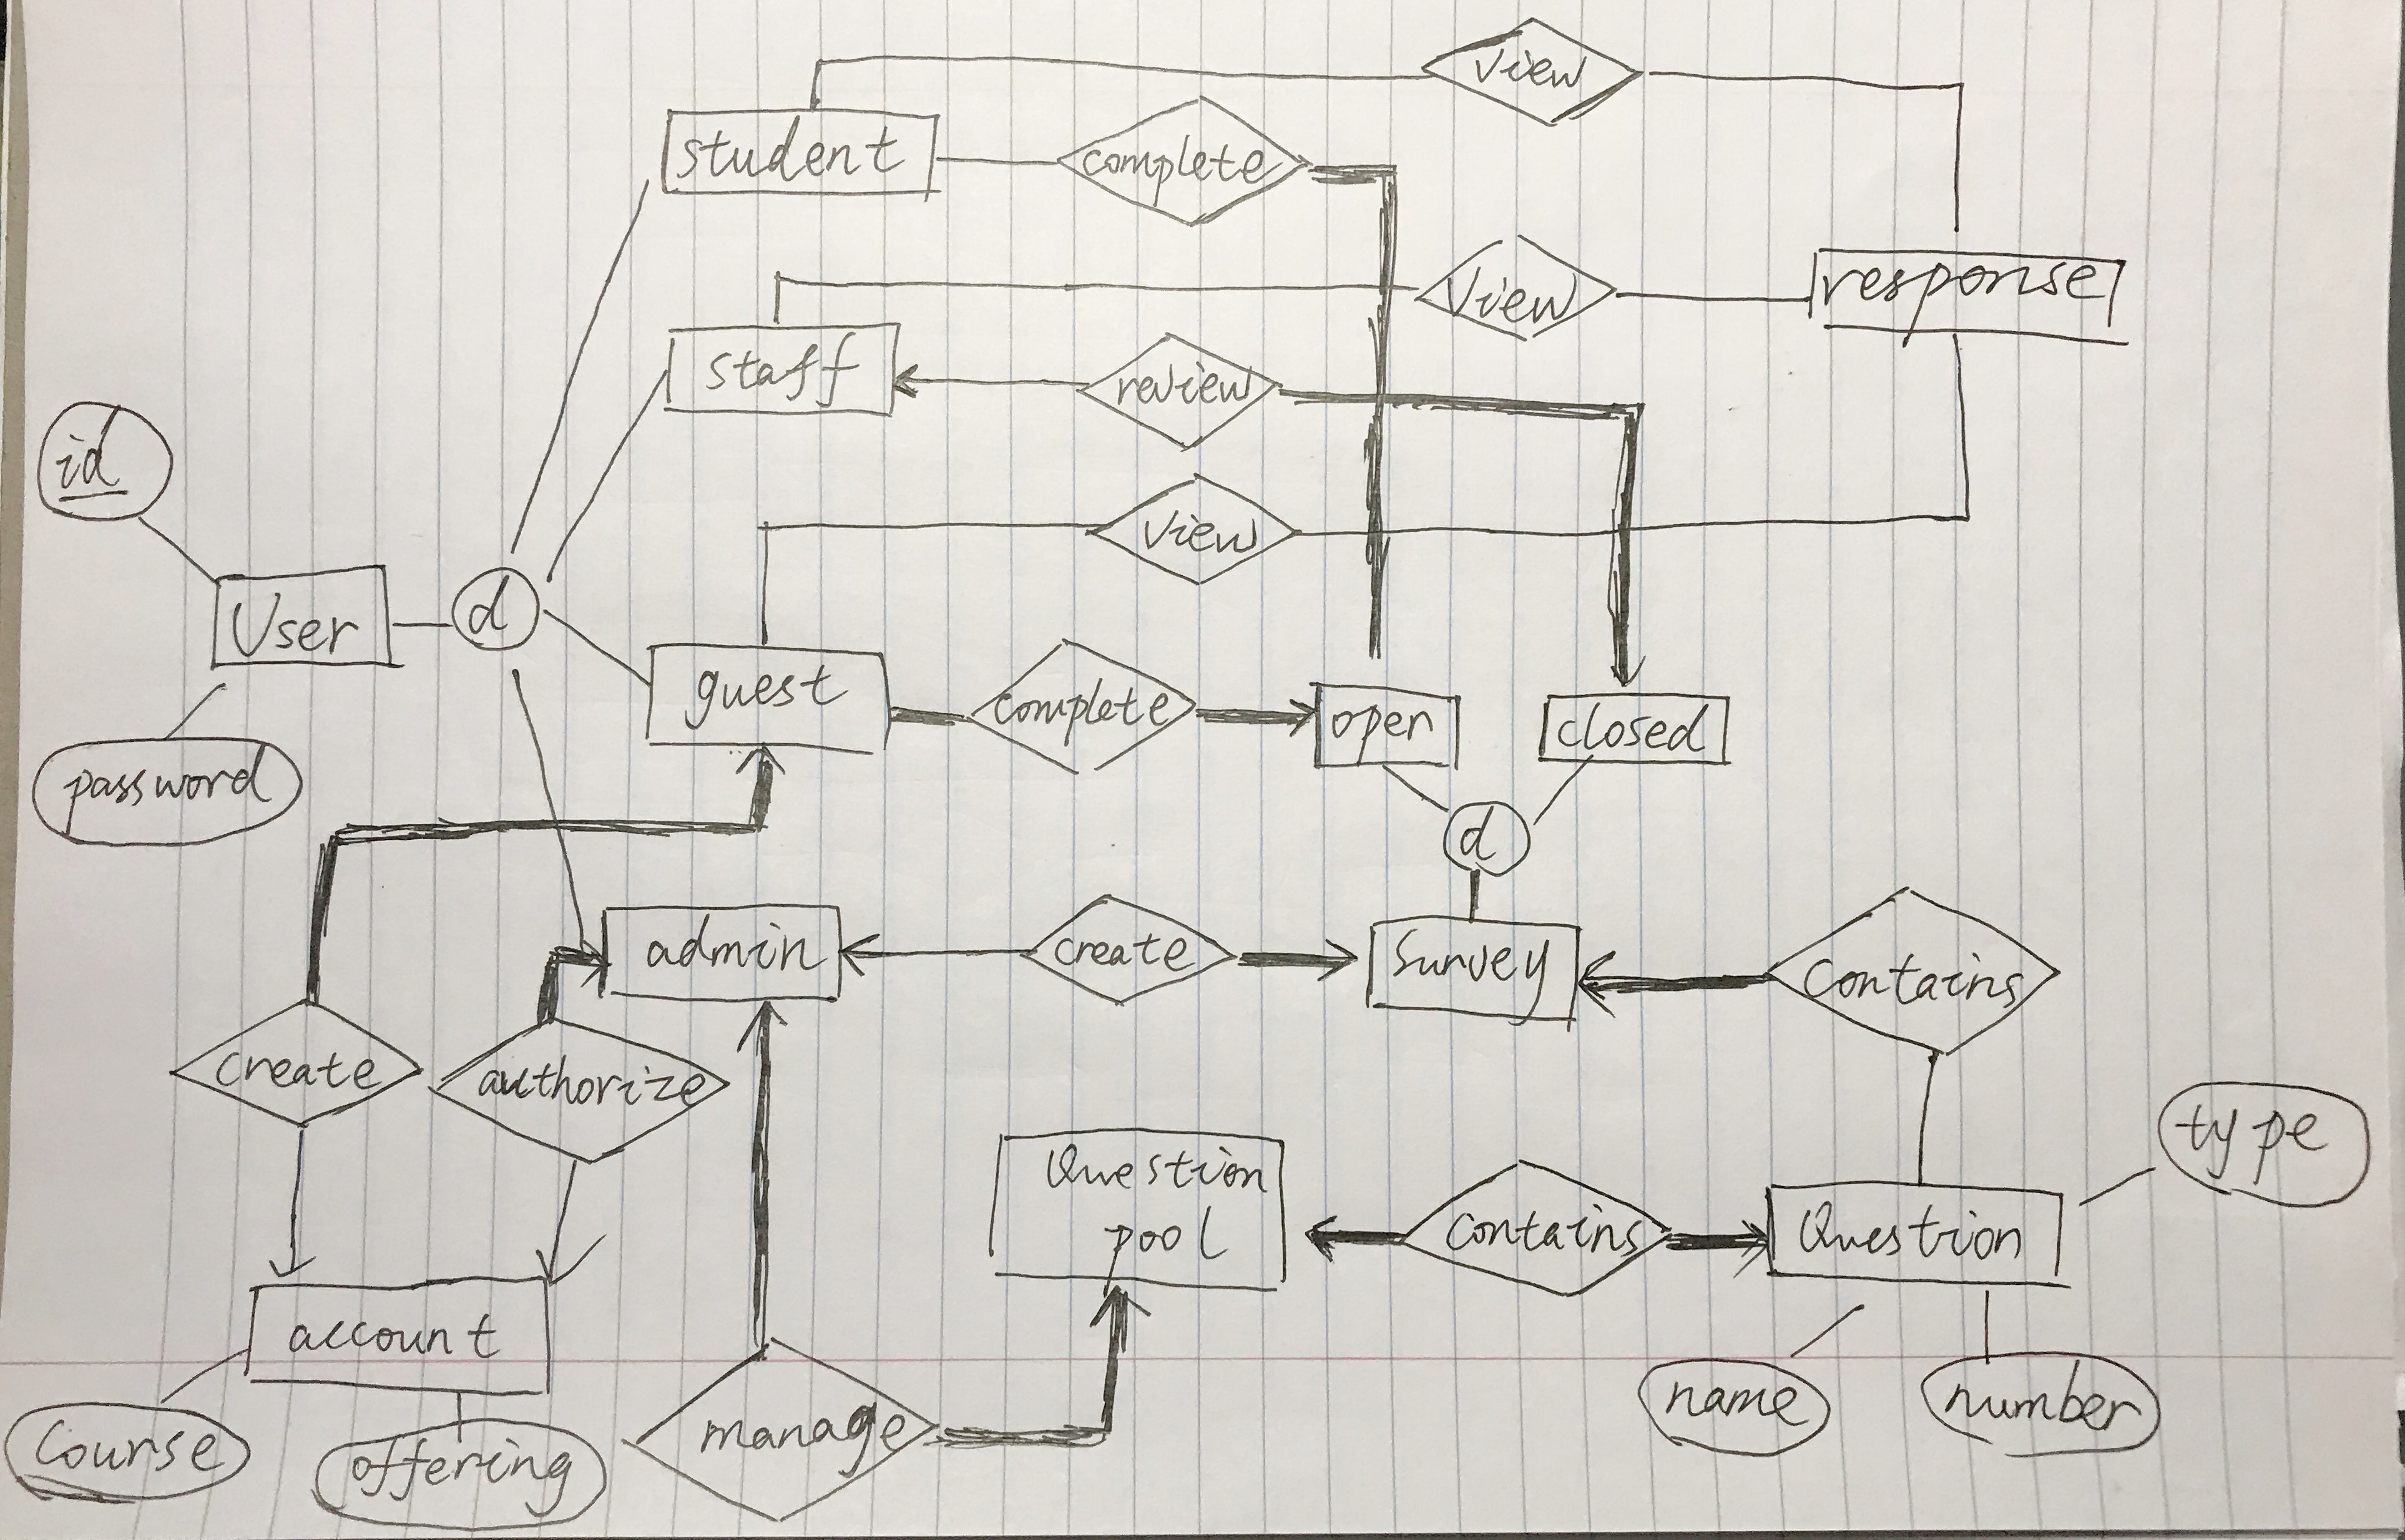 view
student
complete
view
response
staff
review
id
view
User
d
guest
complete
open
closed
password
d
admin
create
survey
contains
create
authorize
type
Question
pool
contains
Question
account
manage
name
number
course
offering